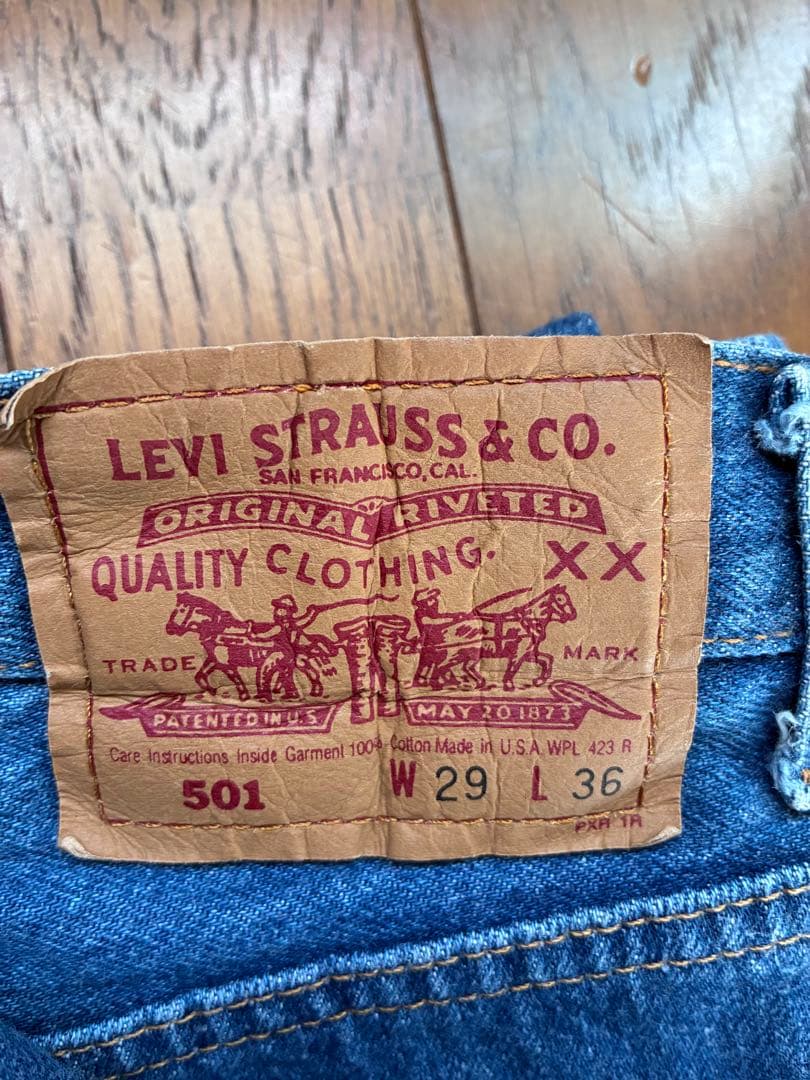 LEVI STRAUSS & CO.
SAN FRANCISCO, CAL.
ORIGINAL RIVETED
QUALITY CLOTHING. XX
TRADE MARK
PATENTED IN U.S. MAY 20 1873
Care Instructions Inside Garment 100% Cotton Made in U.S.A. WPL 423 R
501 W 29 L 36
PXR 1R